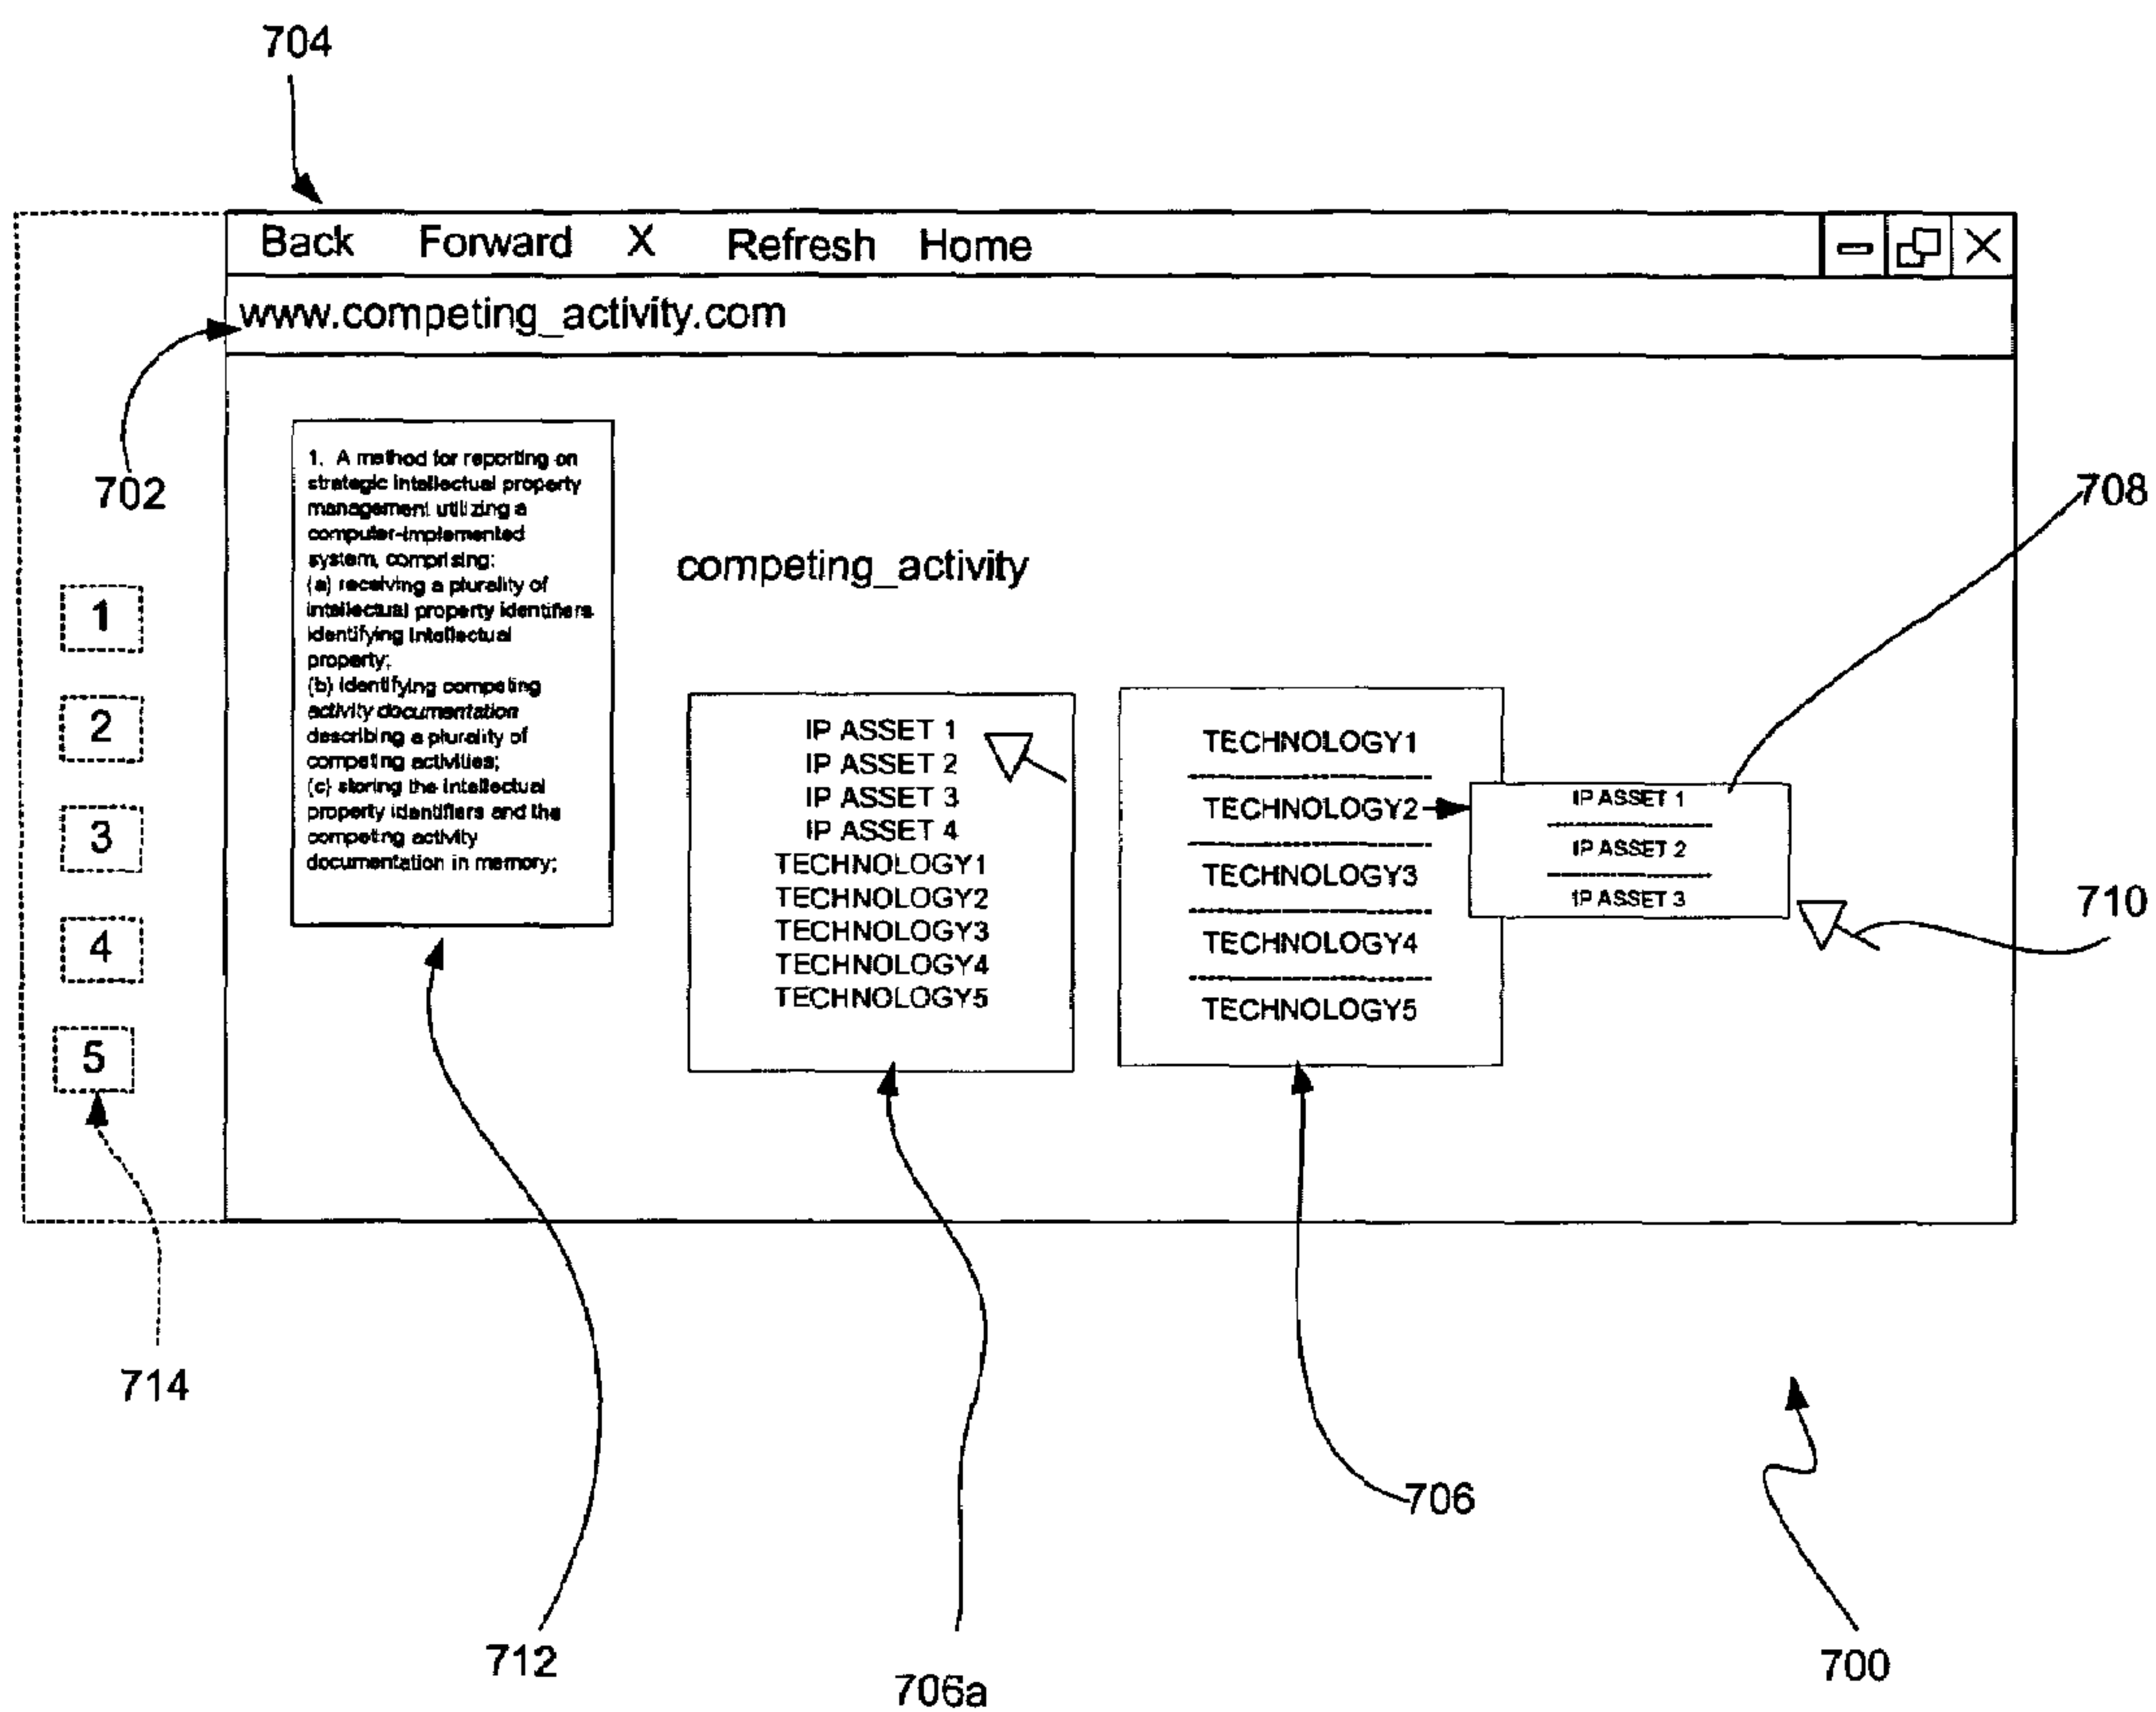 704
Back Forward X Refresh Home
www.competing_activity.com
702
1. A method for reporting on
strategic intellectual property
management utilizing a
computer-implemented
system, comprising:
(a) receiving a plurality of
intellectual property identifiers
identifying intellectual
property;
(b) identifying competing
activity documentation
describing a plurality of
competing activities;
(c) storing the intellectual
property identifiers and the
competing activity
documentation in memory;
competing_activity
708
1
2
3
4
5
IP ASSET 1
IP ASSET 2
IP ASSET 3
IP ASSET 4
TECHNOLOGY1
TECHNOLOGY2
TECHNOLOGY3
TECHNOLOGY4
TECHNOLOGY5
TECHNOLOGY1
TECHNOLOGY2
TECHNOLOGY3
TECHNOLOGY4
TECHNOLOGY5
IP ASSET 1
IP ASSET 2
IP ASSET 3
710
714
706
712
706a
700